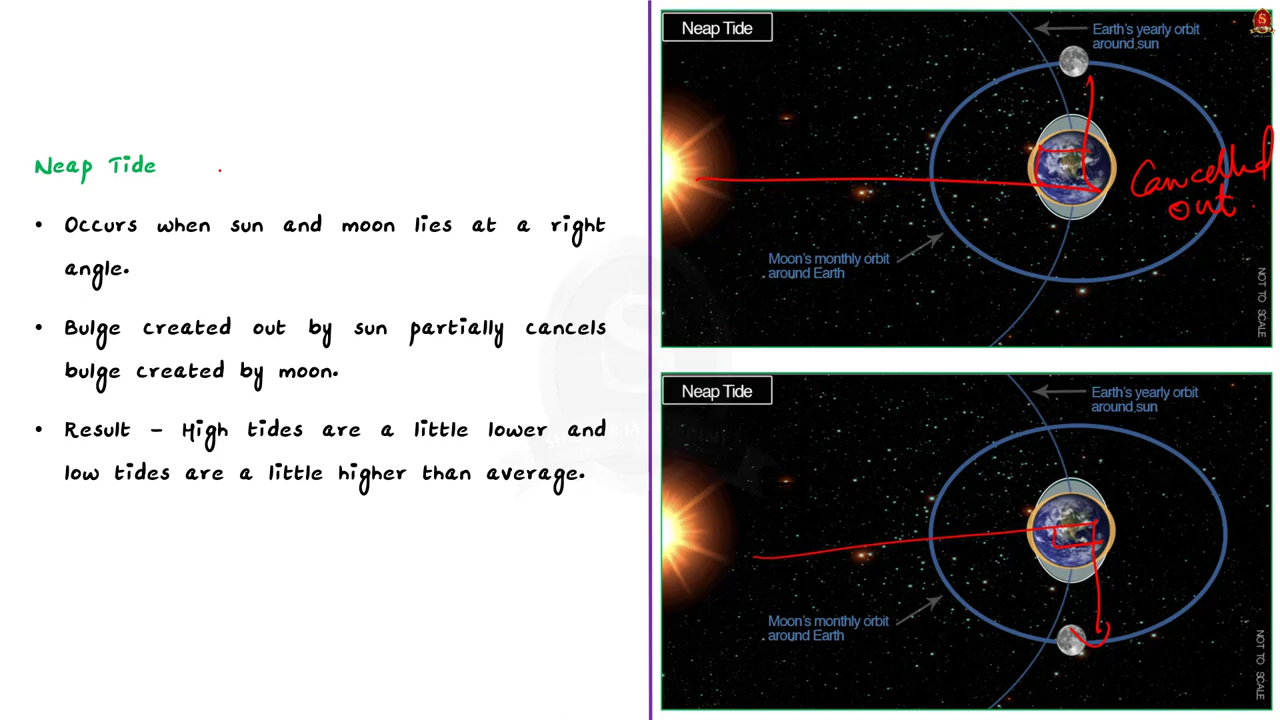 Neap Tide
• Occurs when sun and moon lies at a right
angle.
• Bulge created out by sun partially cancels
bulge created by moon.
• Result – High tides are a little lower and
low tides are a little higher than average.
Neap Tide
Earth's yearly orbit
around sun
Cancelled
out.
Moon's monthly orbit
around Earth
NOT TO SCALE
Neap Tide
Earth's yearly orbit
around sun
Moon's monthly orbit
around Earth
NOT TO SCALE